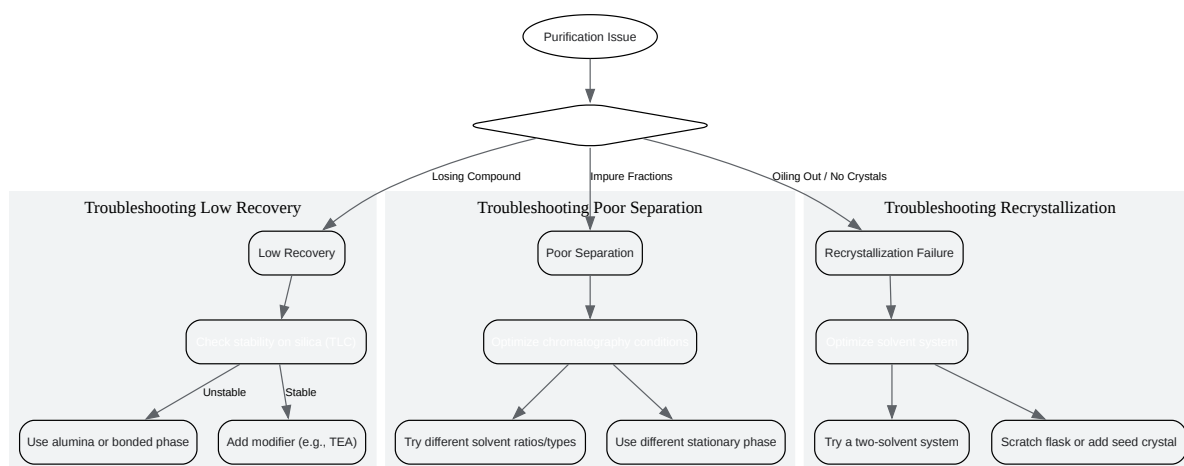 Purification Issue
Losing Compound
Impure Fractions
Oiling Out / No Crystals
Troubleshooting Low Recovery
Troubleshooting Poor Separation
Troubleshooting Recrystallization
Low Recovery
Poor Separation
Recrystallization Failure
Check stability on silica (TLC)
Optimize chromatography conditions
Optimize solvent system
Unstable
Stable
Use alumina or bonded phase
Add modifier (e.g., TEA)
Try different solvent ratios/types
Use different stationary phase
Try a two-solvent system
Scratch flask or add seed crystal